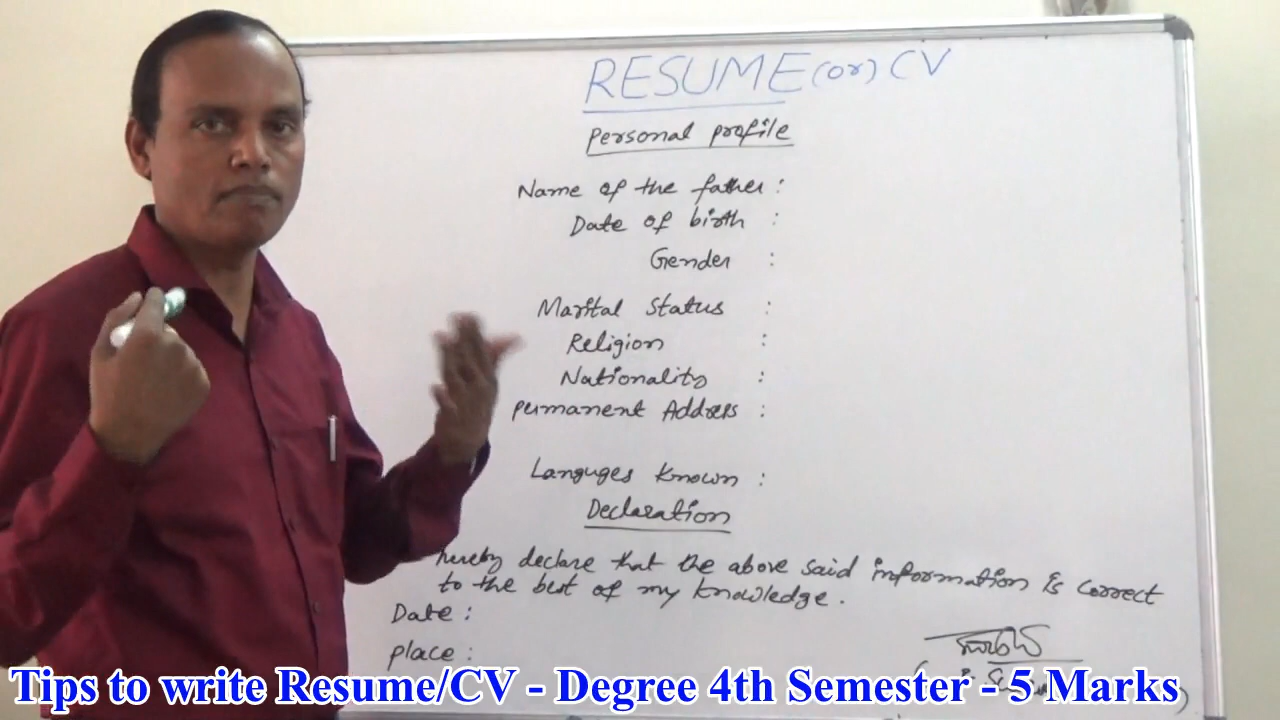 RESUME (or) CV
Personal profile
Name of the father :
Date of birth :
Gender :
Marital Status :
Religion :
Nationality :
Permanent Address :
Languges known :
Declaration
hereby declare that the above said information is correct
to the best of my knowledge.
Date :
place :
Tips to write Resume/CV - Degree 4th Semester - 5 Marks